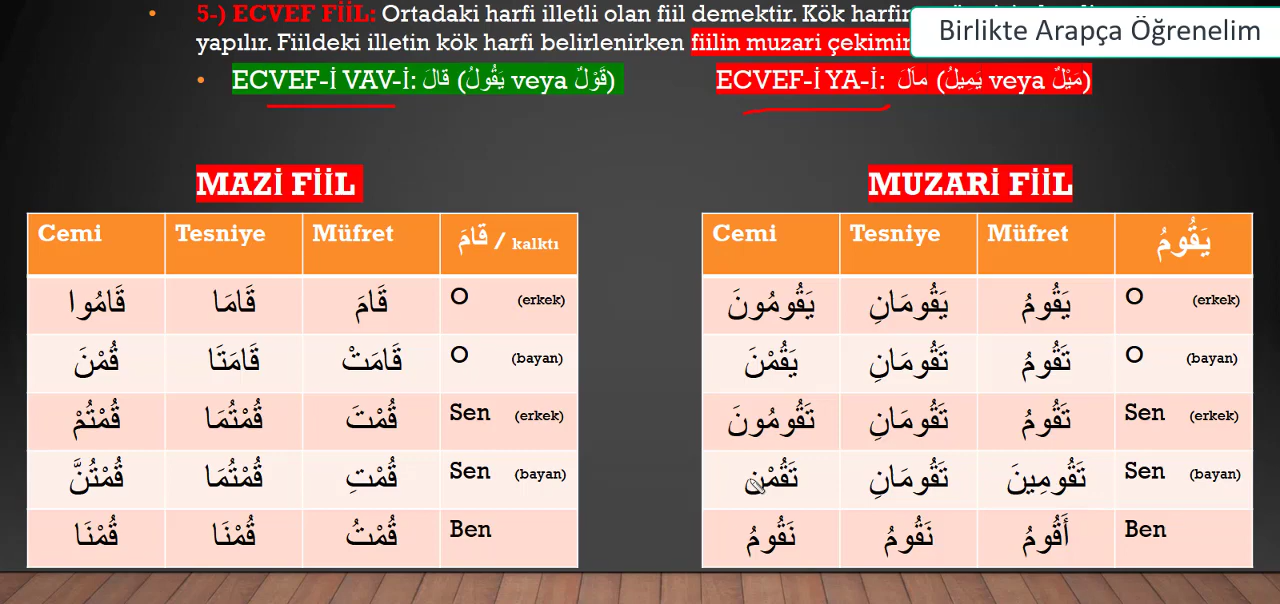 5-) ECVEF FİİL: Ortadaki harfi illetli olan fiil demektir. Kök
Birlikte Arapça Öğrenelim
yapılır. Fiildeki illetin kök harfi belirlenirken fiilin muzari
ECVEF-İ VAV-İ: قَالَ (يَقُولُ veya قَوْلٌ)
ECVEF-İ YA-İ: مَالَ (يَمِيلُ veya مَيْلٌ)
MAZİ FİİL
Cemi Tesniye Müfret قَامَ / kalktı
قَامُوا قَامَا قَامَ O (erkek)
قُمْنَ قَامَتَا قَامَتْ O (bayan)
قُمْتُمْ قُمْتُمَا قُمْتَ Sen (erkek)
قُمْتُنَّ قُمْتُمَا قُمْتِ Sen (bayan)
قُمْنَا قُمْنَا قُمْتُ Ben
MUZARİ FİİL
Cemi Tesniye Müfret يَقُومُ
يَقُومُونَ يَقُومَانِ يَقُومُ O (erkek)
يَقُمْنَ تَقُومَانِ تَقُومُ O (bayan)
تَقُومُونَ تَقُومَانِ تَقُومُ Sen (erkek)
تَقُمْن تَقُومَانِ تَقُومِينَ Sen (bayan)
نَقُومُ نَقُومُ أَقُومُ Ben